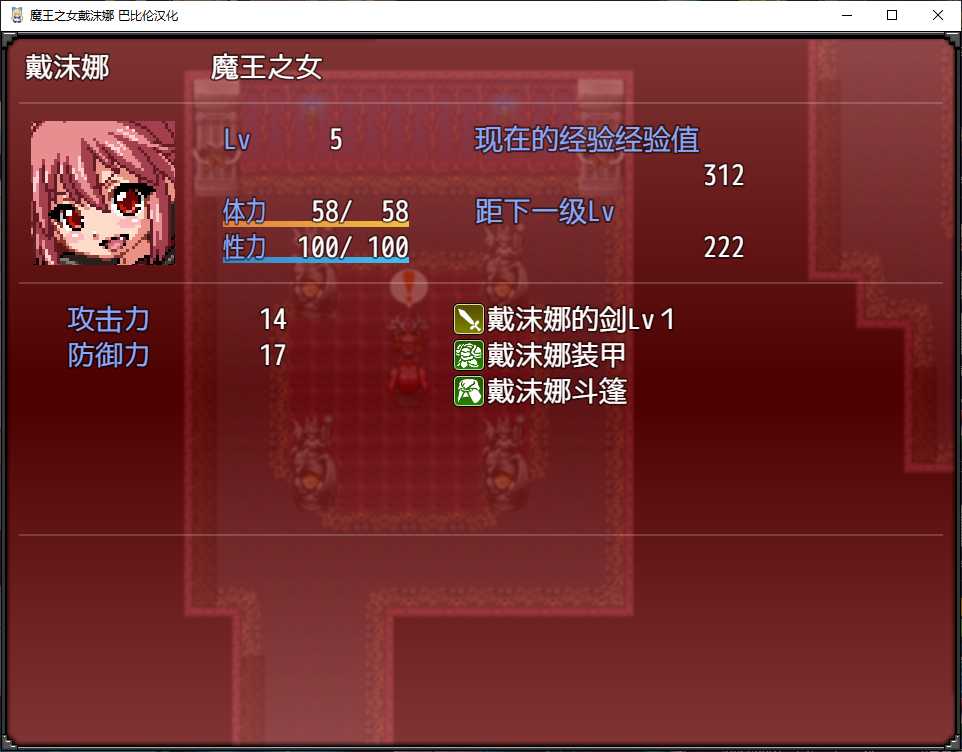 魔王之女戴沫娜 巴比伦汉化
戴沫娜 魔王之女
Lv 5 现在的经验经验值
312
体力 58/ 58 距下一级Lv
性力 100/ 100 222
攻击力 14 戴沫娜的剑Lv１
防御力 17 戴沫娜装甲
戴沫娜斗篷